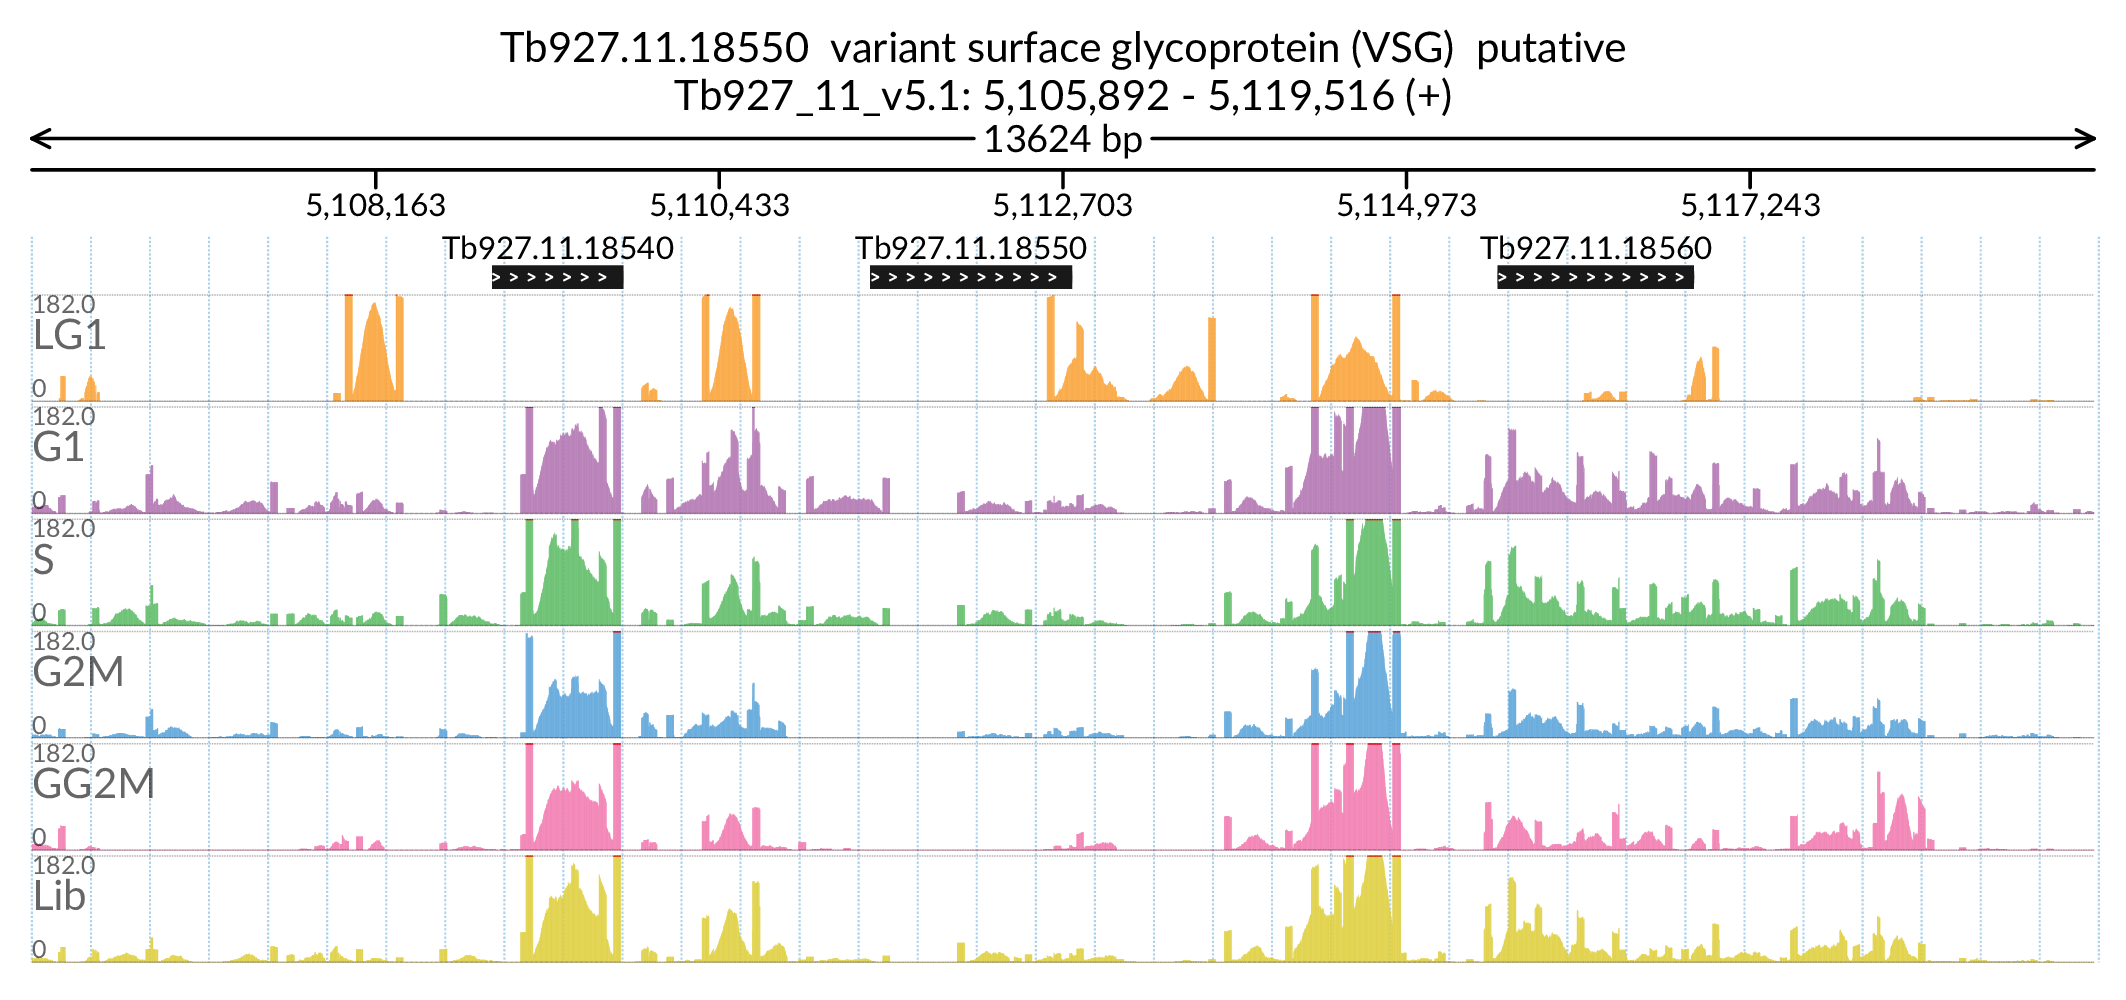 Tb927.11.18550  variant surface glycoprotein (VSG)  putative
Tb927_11_v5.1: 5,105,892 - 5,119,516 (+)
13624 bp
5,108,163 5,110,433 5,112,703 5,114,973 5,117,243
Tb927.11.18540 Tb927.11.18550 Tb927.11.18560
182.0
LG1
0
182.0
G1
0
182.0
S
0
182.0
G2M
0
182.0
GG2M
0
182.0
Lib
0